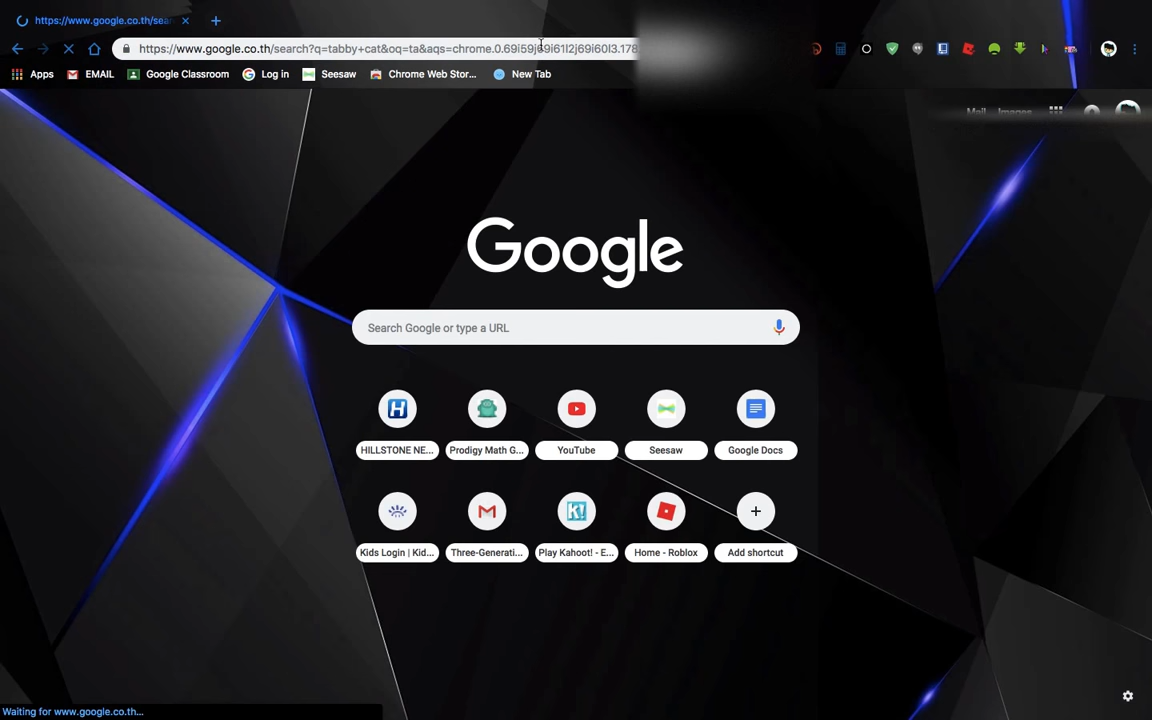 https://www.google.co.th/sear
https://www.google.co.th/search?q=tabby+cat&oq=ta&aqs=chrome.0.69i59j69i61l2j69i60l3.178
Apps EMAIL Google Classroom Log in Seesaw Chrome Web Stor... New Tab
Mail Images
Google
Search Google or type a URL
HILLSTONE NE... Prodigy Math G... YouTube Seesaw Google Docs
Kids Login | Kid... Three-Generati... Play Kahoot! - E... Home - Roblox Add shortcut
Waiting for www.google.co.th...